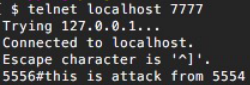 [ $ telnet localhost 7777
Trying 127.0.0.1...
Connected to localhost.
Escape character is '^]'.
5556#this is attack from 5554